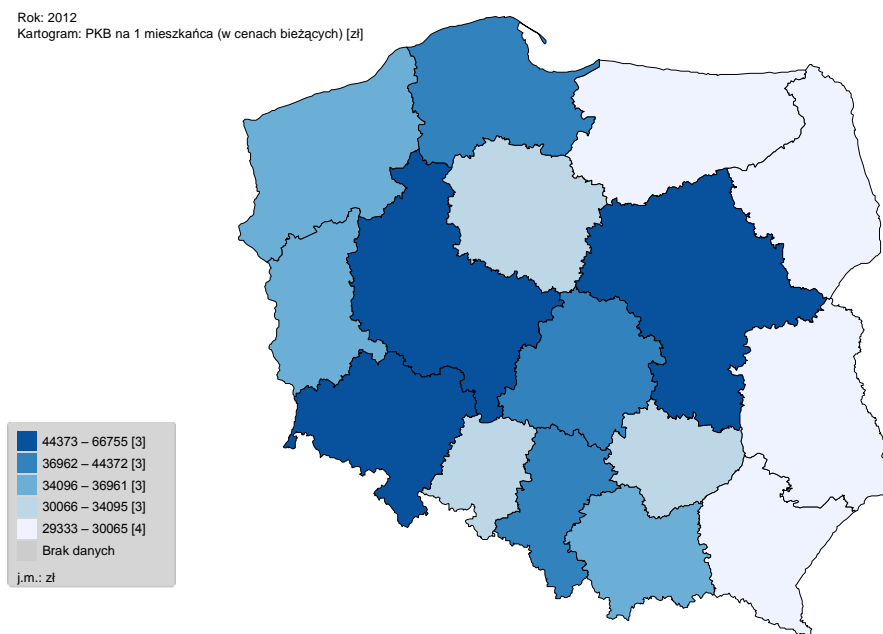 Rok: 2012
Kartogram: PKB na 1 mieszkańca (w cenach bieżących) [zł]
44373 – 66755 [3]
36962 – 44372 [3]
34096 – 36961 [3]
30066 – 34095 [3]
29333 – 30065 [4]
Brak danych
j.m.: zł